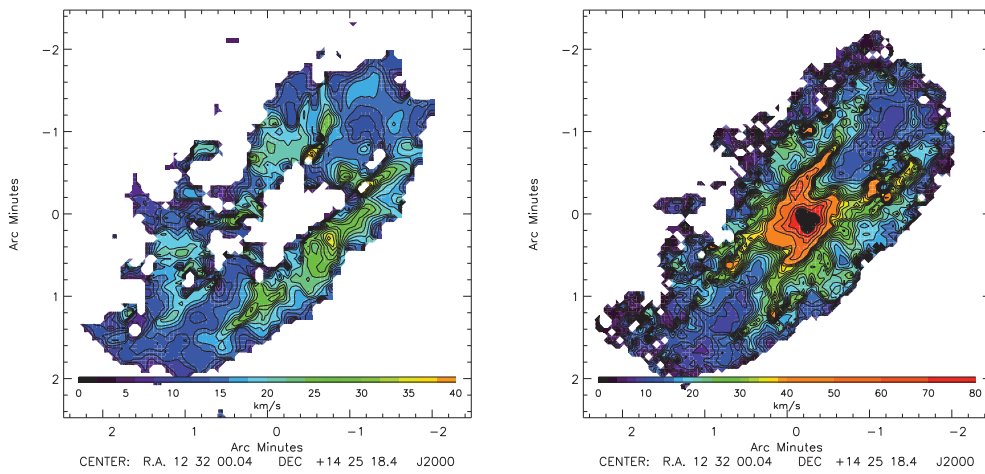 -2
-1
0
1
2
Arc Minutes
0 5 10 15 20 25 30 35 40
km/s
2 1 0 -1 -2
Arc Minutes
CENTER: R.A. 12 32 00.04 DEC +14 25 18.4 J2000
-2
-1
0
1
2
Arc Minutes
0 10 20 30 40 50 60 70 80
km/s
2 1 0 -1 -2
Arc Minutes
CENTER: R.A. 12 32 00.04 DEC +14 25 18.4 J2000